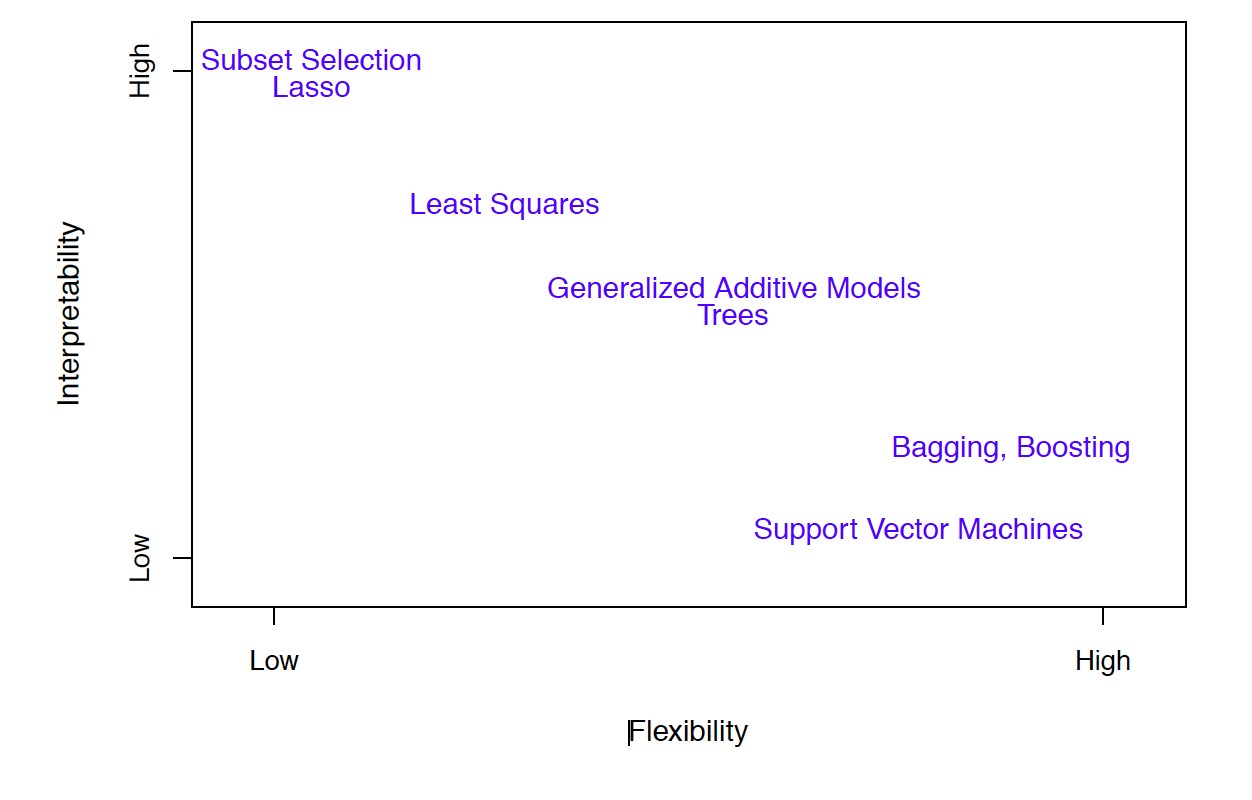 High
Subset Selection
Lasso
Least Squares
Interpretability
Generalized Additive Models
Trees
Bagging, Boosting
Support Vector Machines
Low
Low
High
Flexibility